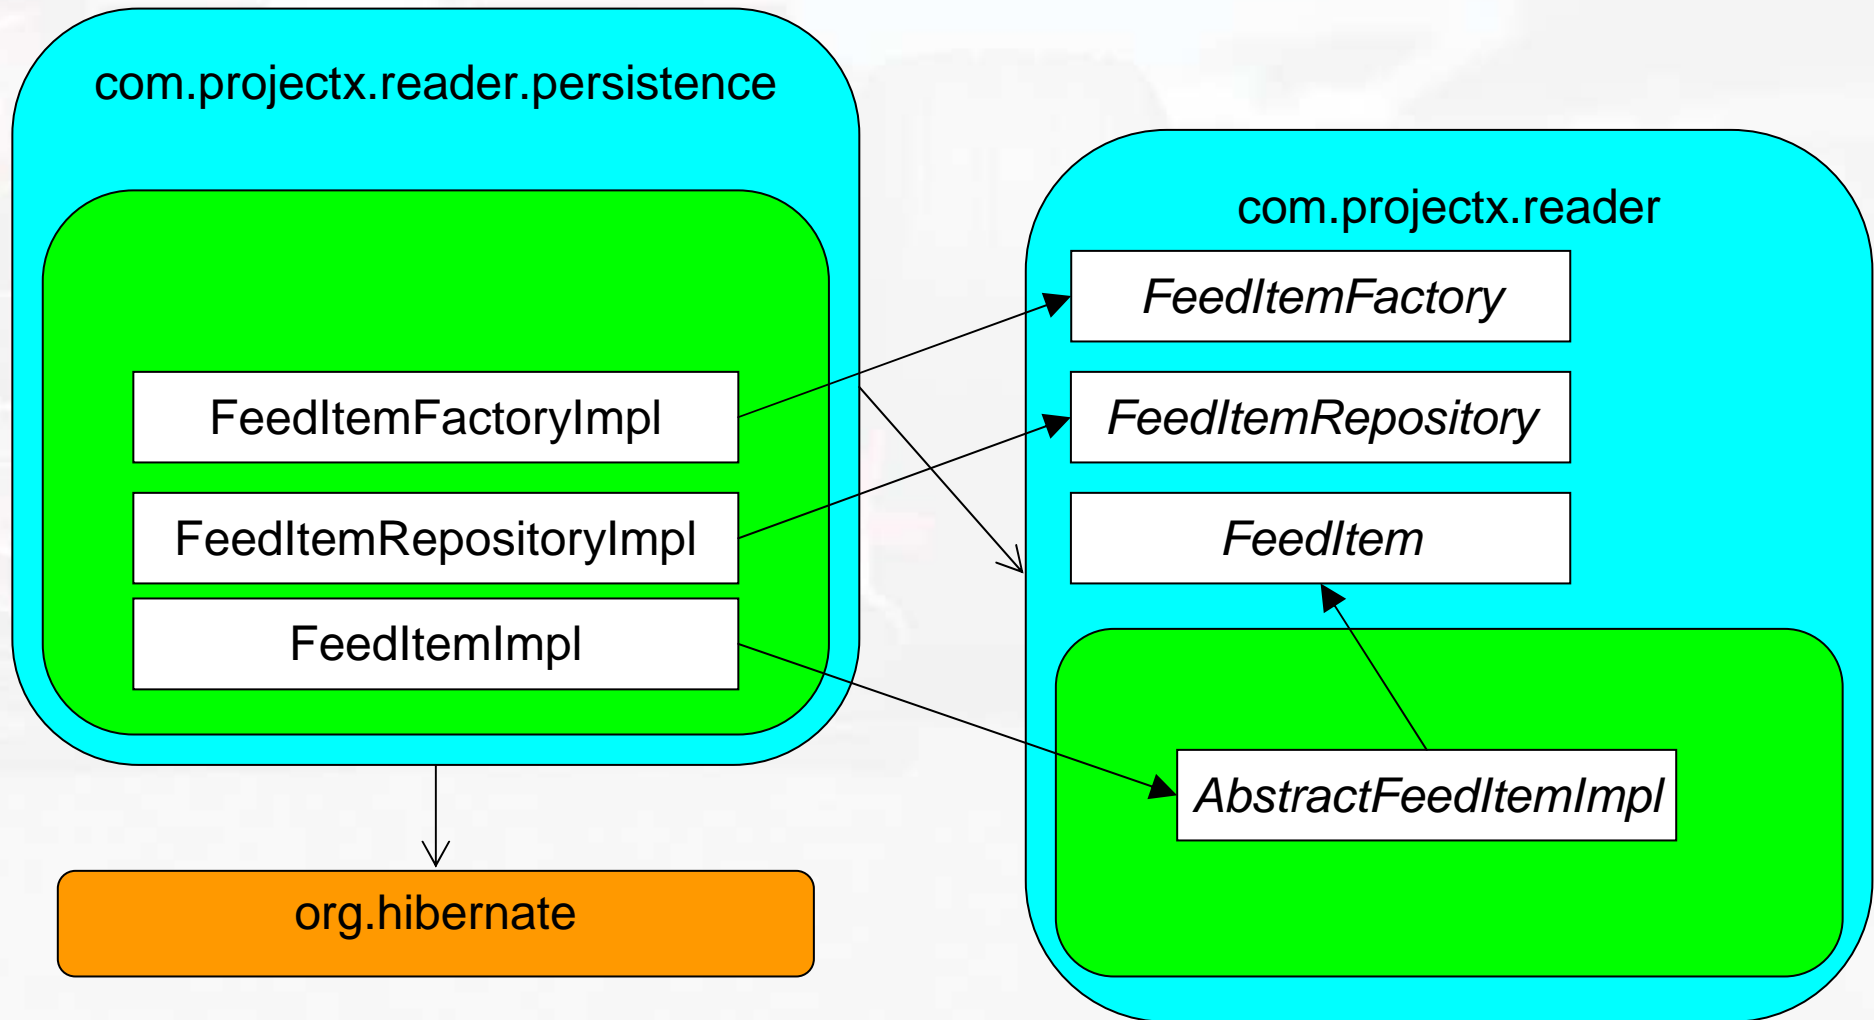 com.projectx.reader.persistence
FeedItemFactoryImpl
FeedItemRepositoryImpl
FeedItemImpl
org.hibernate
com.projectx.reader
FeedItemFactory
FeedItemRepository
FeedItem
AbstractFeedItemImpl